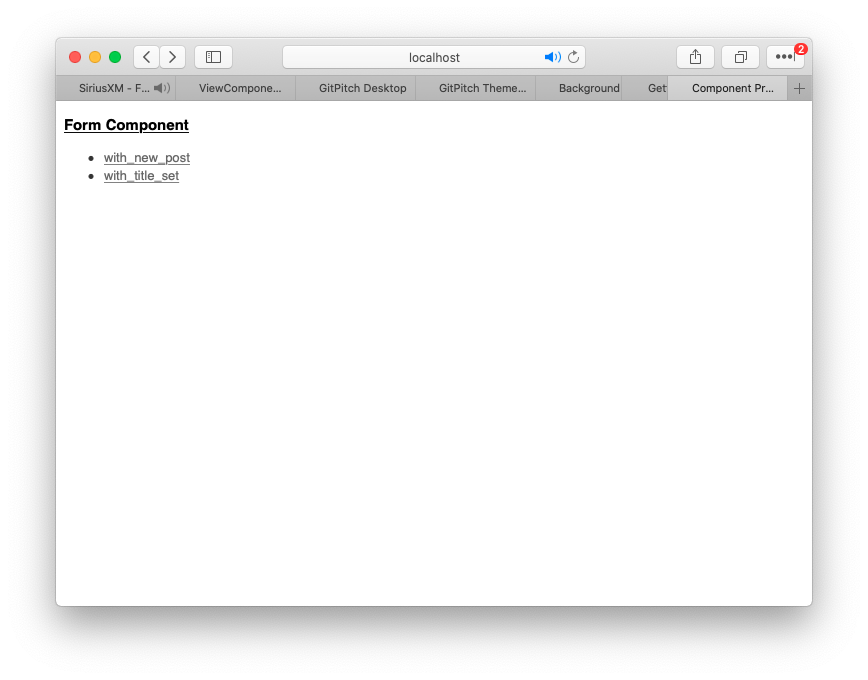 localhost
2
SiriusXM - F...
ViewCompone...
GitPitch Desktop
GitPitch Theme...
Background
Get
Component Pr...
Form Component
with_new_post
with_title_set